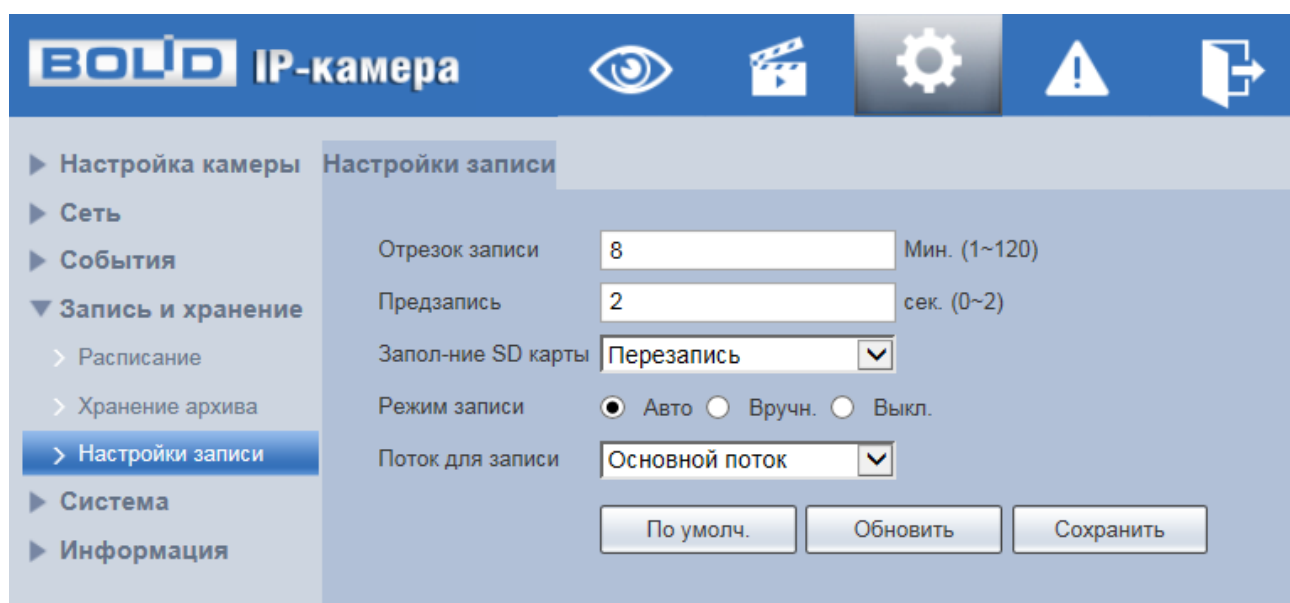 BOLID IP-камера
Настройка камеры
Сеть
События
Запись и хранение
Расписание
Хранение архива
Настройки записи
Система
Информация
Настройки записи
Отрезок записи 8 Мин. (1~120)
Предзапись 2 сек. (0~2)
Запол-ние SD карты Перезапись
Режим записи Авто Вручн. Выкл.
Поток для записи Основной поток
По умолч. Обновить Сохранить